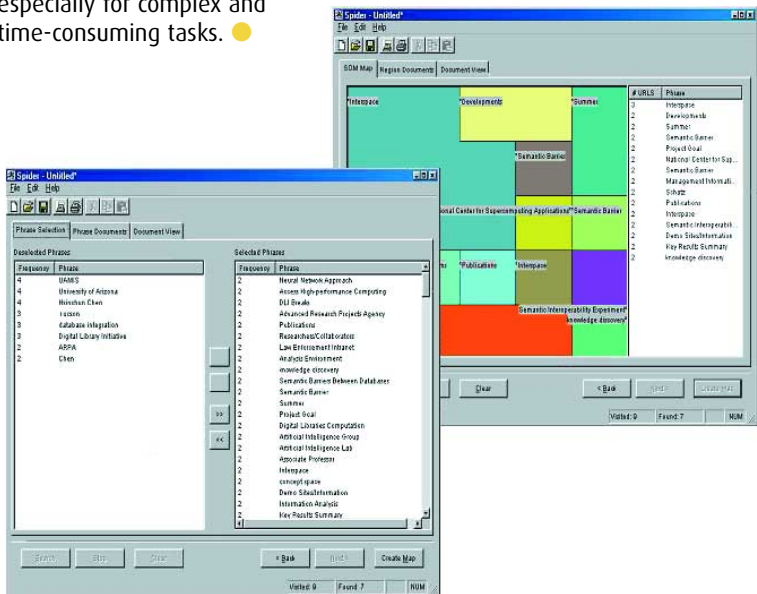 especially for complex and
time-consuming tasks.
Spider - Untitled*
File Edit Help
SOM Map Region Documents Document View
# URLS Phrase
3 Interspace
2 Developments
2 Summer
2 Semantic Barrier
2 Project Goal
2 National Center for Sup...
2 Semantic Barrier
2 Management Informati...
2 Schatz
2 Publications
2 Interspace
2 Semantic Interoperabili...
2 Demo Sites/Information
2 Key Results Summary
2 knowledge discovery
*Interspace
*Developments
*Summer
*Semantic Barrier
onal Center for Supercomputing Applications*
*Semantic Barrier
*Publications
*Interspace
Semantic Interoperability Experiment*
knowledge discovery*
Clear
< Back
Next >
Create Map
Visited: 9 Found: 7 NUM
Spider - Untitled*
File Edit Help
Phrase Selection Phrase Documents Document View
Deselected Phrases
Frequency Phrase
4 UAMIS
4 University of Arizona
4 Hsinchun Chen
3 tucson
3 database integration
3 Digital Library Initiative
2 ARPA
2 Chen
>>
<<
Selected Phrases
Frequency Phrase
2 Neural Network Approach
2 Access High-performance Computing
2 DLI Breaks
2 Advanced Research Projects Agency
2 Publications
2 Researchers/Collaborators
2 Law Enforcement Intranet
2 Analysis Environment
2 knowledge discovery
2 Semantic Barriers Between Databases
2 Semantic Barrier
2 Summer
2 Project Goal
2 Digital Libraries Computation
2 Artificial Intelligence Group
2 Artificial Intelligence Lab
2 Associate Professor
2 Interspace
2 concept space
2 Demo Sites/Information
2 Information Analysis
2 Key Results Summary
Search
Stop
Clear
< Back
Next >
Create Map
Visited: 9 Found: 7 NUM